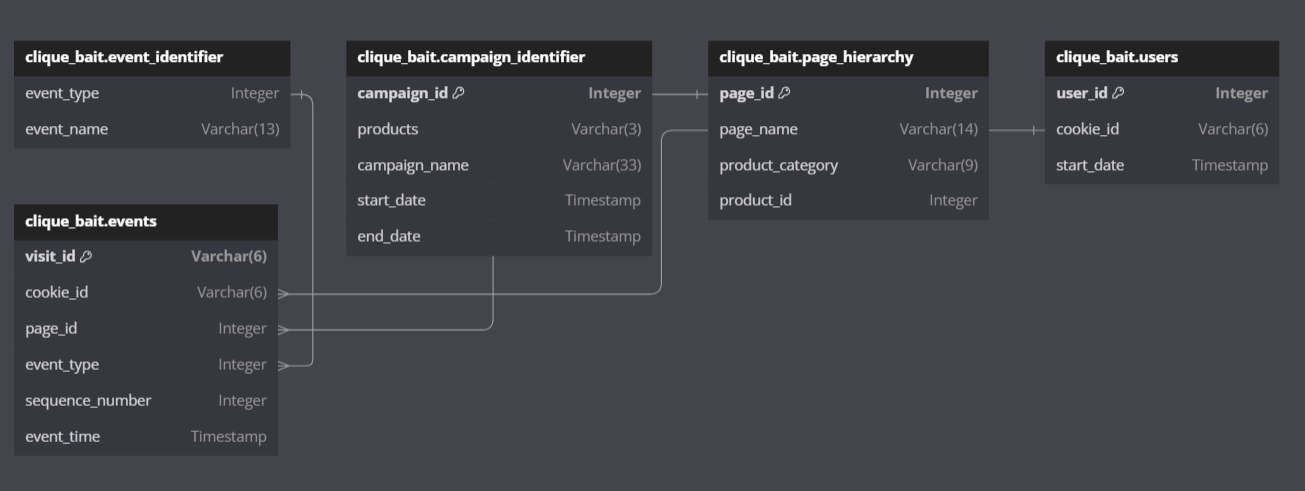 clique_bait.event_identifier
event_type Integer
event_name Varchar(13)
clique_bait.events
visit_id Varchar(6)
cookie_id Varchar(6)
page_id Integer
event_type Integer
sequence_number Integer
event_time Timestamp
clique_bait.campaign_identifier
campaign_id Integer
products Varchar(3)
campaign_name Varchar(33)
start_date Timestamp
end_date Timestamp
clique_bait.page_hierarchy
page_id Integer
page_name Varchar(14)
product_category Varchar(9)
product_id Integer
clique_bait.users
user_id Integer
cookie_id Varchar(6)
start_date Timestamp